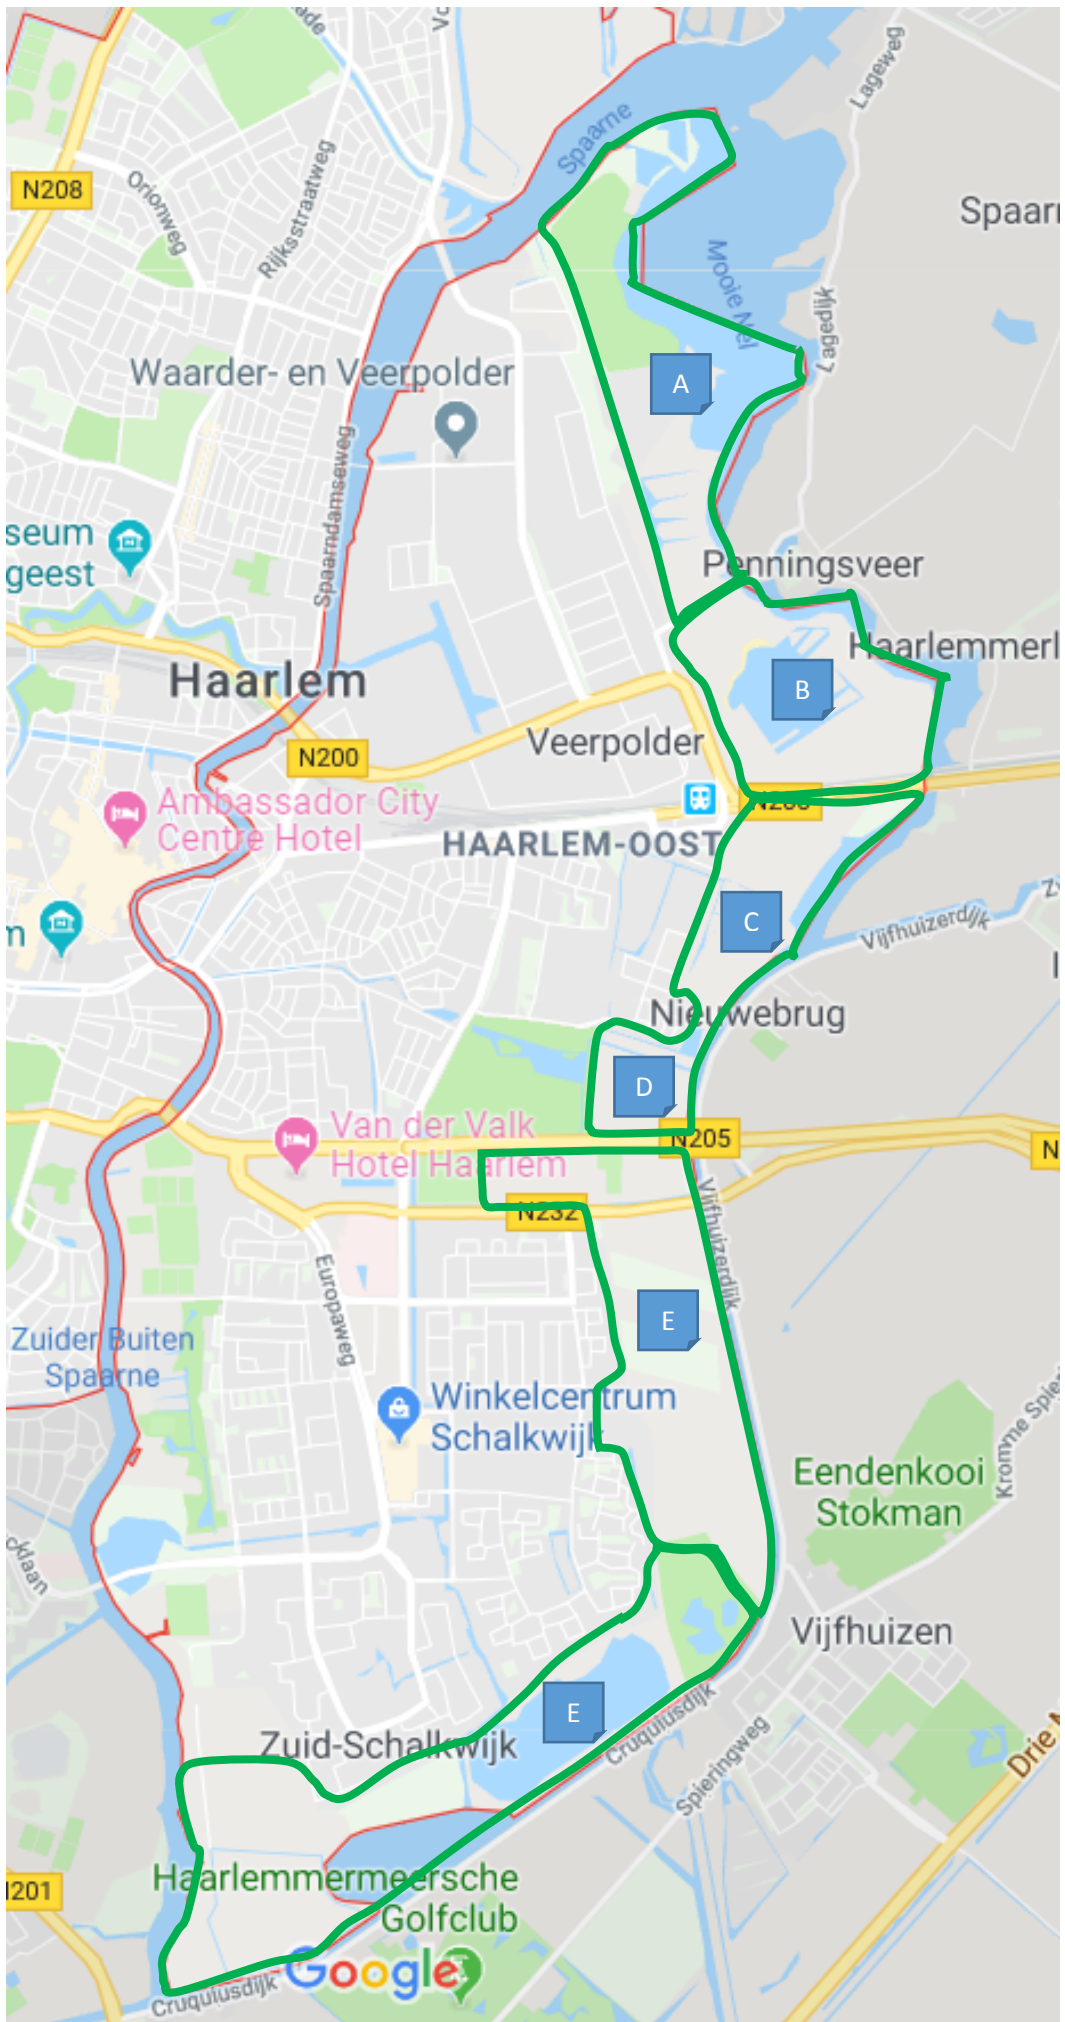 Lageweg
Spaarne
N208
Orionweg
Rijksstraatweg
Spaarn
Mooie Nel
Lagedijk
Waarder- en Veerpolder
A
Spaarndamseweg
seum
geest
Penningsveer
Haarlemmerl
Haarlem
B
Veerpolder
N200
N205
Ambassador City
Centre Hotel
HAARLEM-OOST
C
m
Vijfhuizerdijk
Nieuwebrug
D
Van der Valk
Hotel Haarlem
N205
N
N232
Vijfhuizerdijk
Europaweg
E
Zuider Buiten
Spaarne
Winkelcentrum
Schalkwijk
Kromme Spie
Eendenkooi
Stokman
klaan
Vijfhuizen
E
Cruquiusdijk
Zuid-Schalkwijk
Spieringweg
Drie M
Haarlemmermeersche
Golfclub
N201
Google
Cruquiusdijk